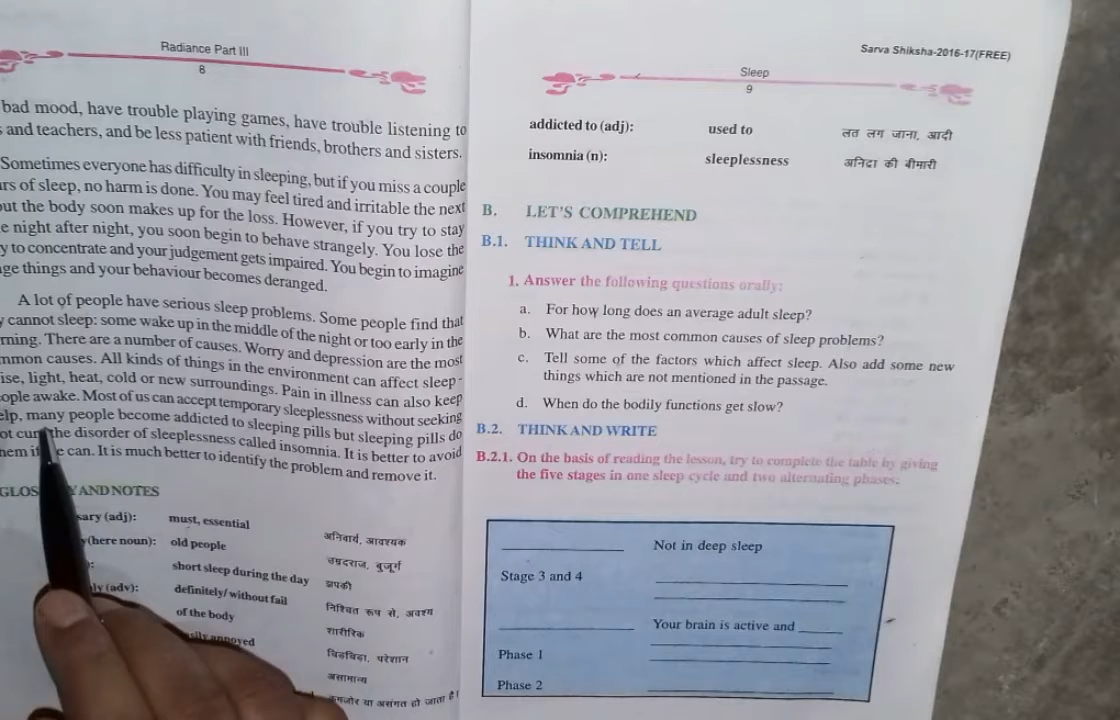 Radiance Part III
8
bad mood, have trouble playing games, have trouble listening to
and teachers, and be less patient with friends, brothers and sisters.
Sometimes everyone has difficulty in sleeping, but if you miss a couple
of sleep, no harm is done. You may feel tired and irritable the next
but the body soon makes up for the loss. However, if you try to stay
night after night, you soon begin to behave strangely. You lose the
to concentrate and your judgement gets impaired. You begin to imagine
things and your behaviour becomes deranged.
A lot of people have serious sleep problems. Some people find that
cannot sleep: some wake up in the middle of the night or too early in the
There are a number of causes. Worry and depression are the most
causes. All kinds of things in the environment can affect sleep-
light, heat, cold or new surroundings. Pain in illness can also keep
awake. Most of us can accept temporary sleeplessness without seeking
many people become addicted to sleeping pills but sleeping pills do
the disorder of sleeplessness called insomnia. It is better to avoid
can. It is much better to identify the problem and remove it.
AND NOTES
(adj): must, essential अनिवार्य, आवश्यक
(here noun): old people उम्रदराज, बुजुर्ग
short sleep during the day झपकी
(adv): definitely/ without fail निश्चित रूप से, अवश्य
of the body शारीरिक
annoyed चिड़चिड़ा, परेशान
असामान्य
या असंगत हो जाता है।
Sarva Shiksha-2016-17(FREE)
Sleep
9
addicted to (adj): used to लत लग जाना, आदी
insomnia (n): sleeplessness अनिद्रा की बीमारी
B. LET'S COMPREHEND
B.1. THINK AND TELL
1. Answer the following questions orally:
a. For how long does an average adult sleep?
b. What are the most common causes of sleep problems?
c. Tell some of the factors which affect sleep. Also add some new
things which are not mentioned in the passage.
d. When do the bodily functions get slow?
B.2. THINK AND WRITE
B.2.1. On the basis of reading the lesson, try to complete the table by giving
the five stages in one sleep cycle and two alternating phases:
Not in deep sleep
Stage 3 and 4
Your brain is active and ______
Phase 1
Phase 2